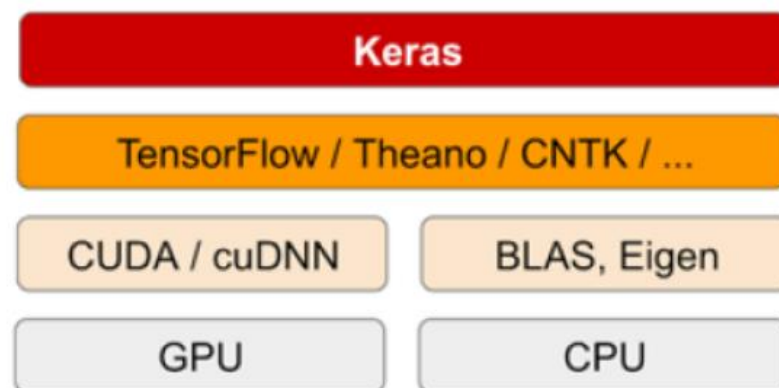 Keras
TensorFlow / Theano / CNTK / ...
CUDA / cuDNN
BLAS, Eigen
GPU
CPU